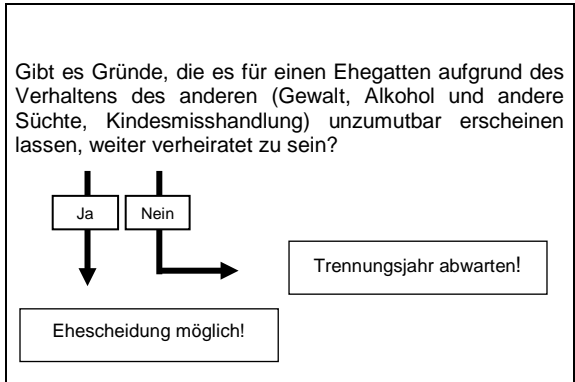 Gibt es Gründe, die es für einen Ehegatten aufgrund des
Verhaltens des anderen (Gewalt, Alkohol und andere
Süchte, Kindesmisshandlung) unzumutbar erscheinen
lassen, weiter verheiratet zu sein?
Ja
Nein
Trennungsjahr abwarten!
Ehescheidung möglich!